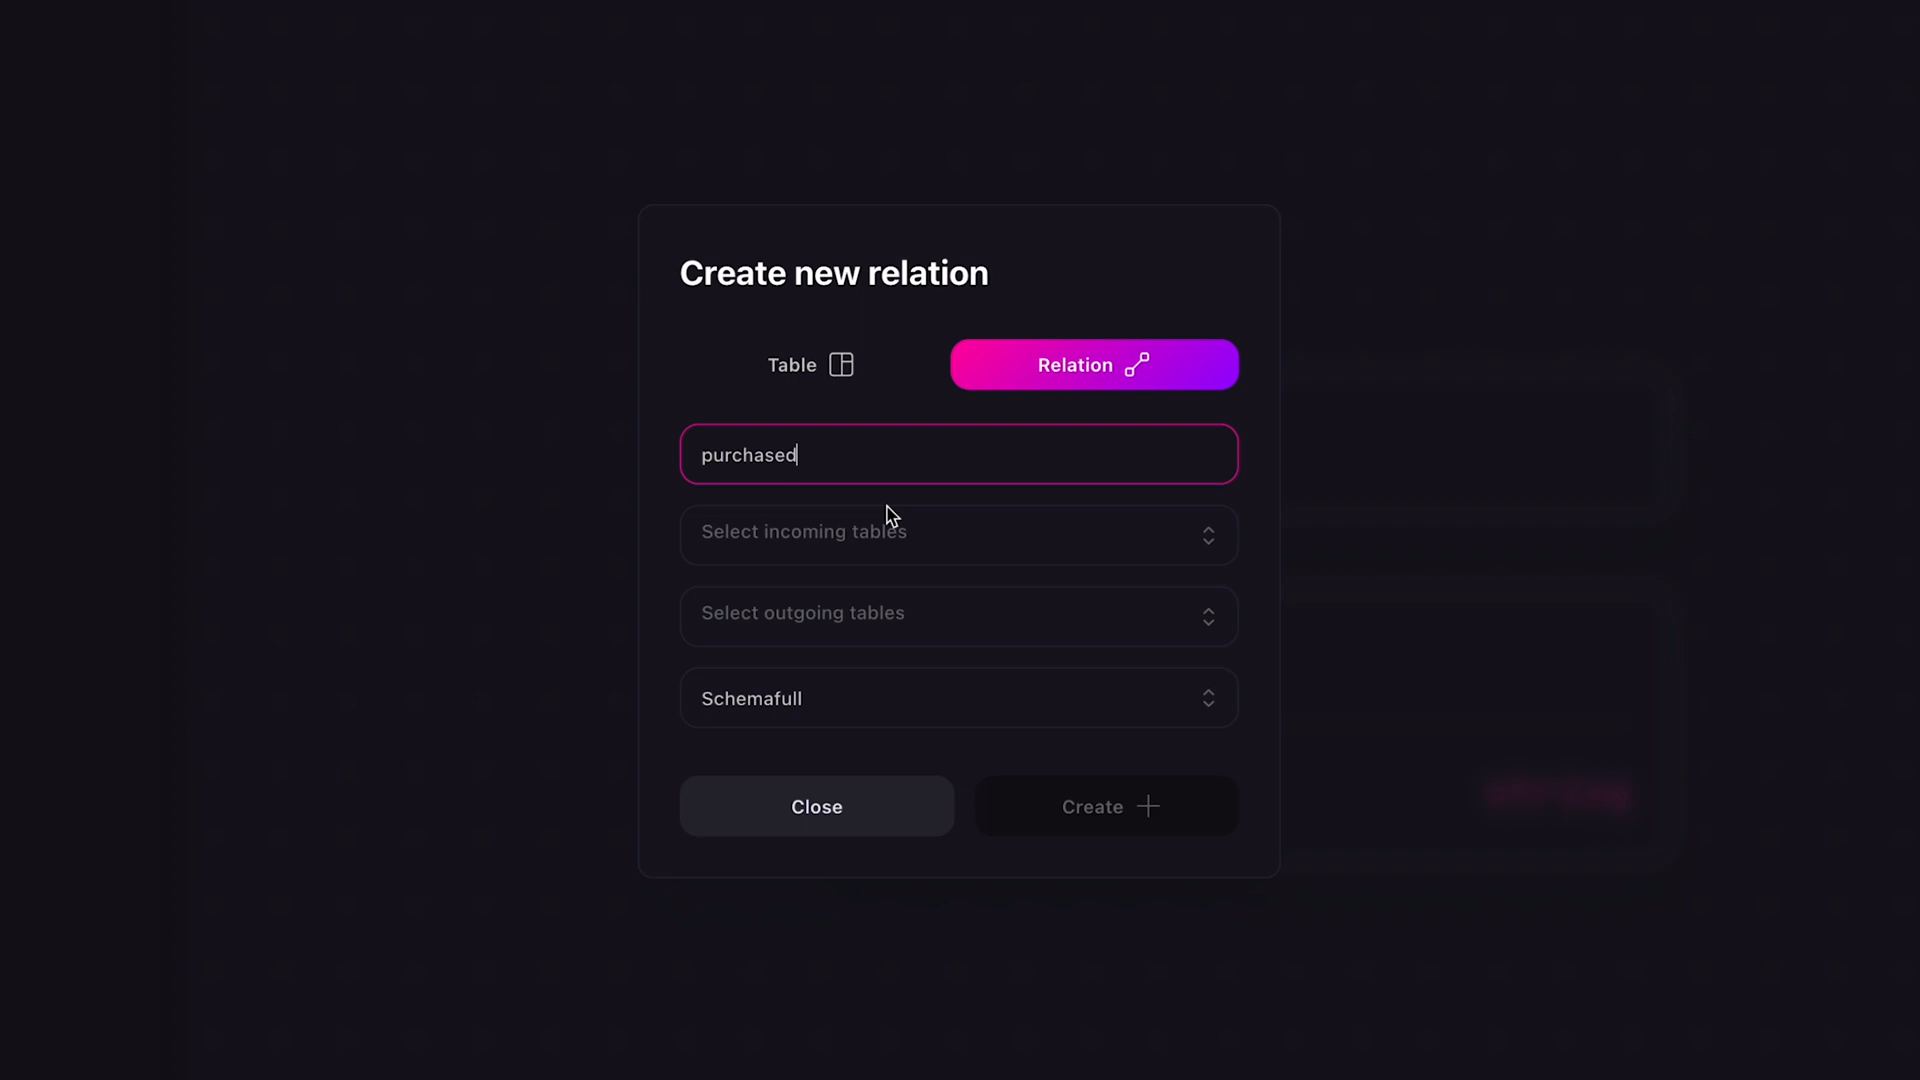 Create new relation
Table
Relation
purchased
Select incoming tables
Select outgoing tables
Schemafull
Close
Create